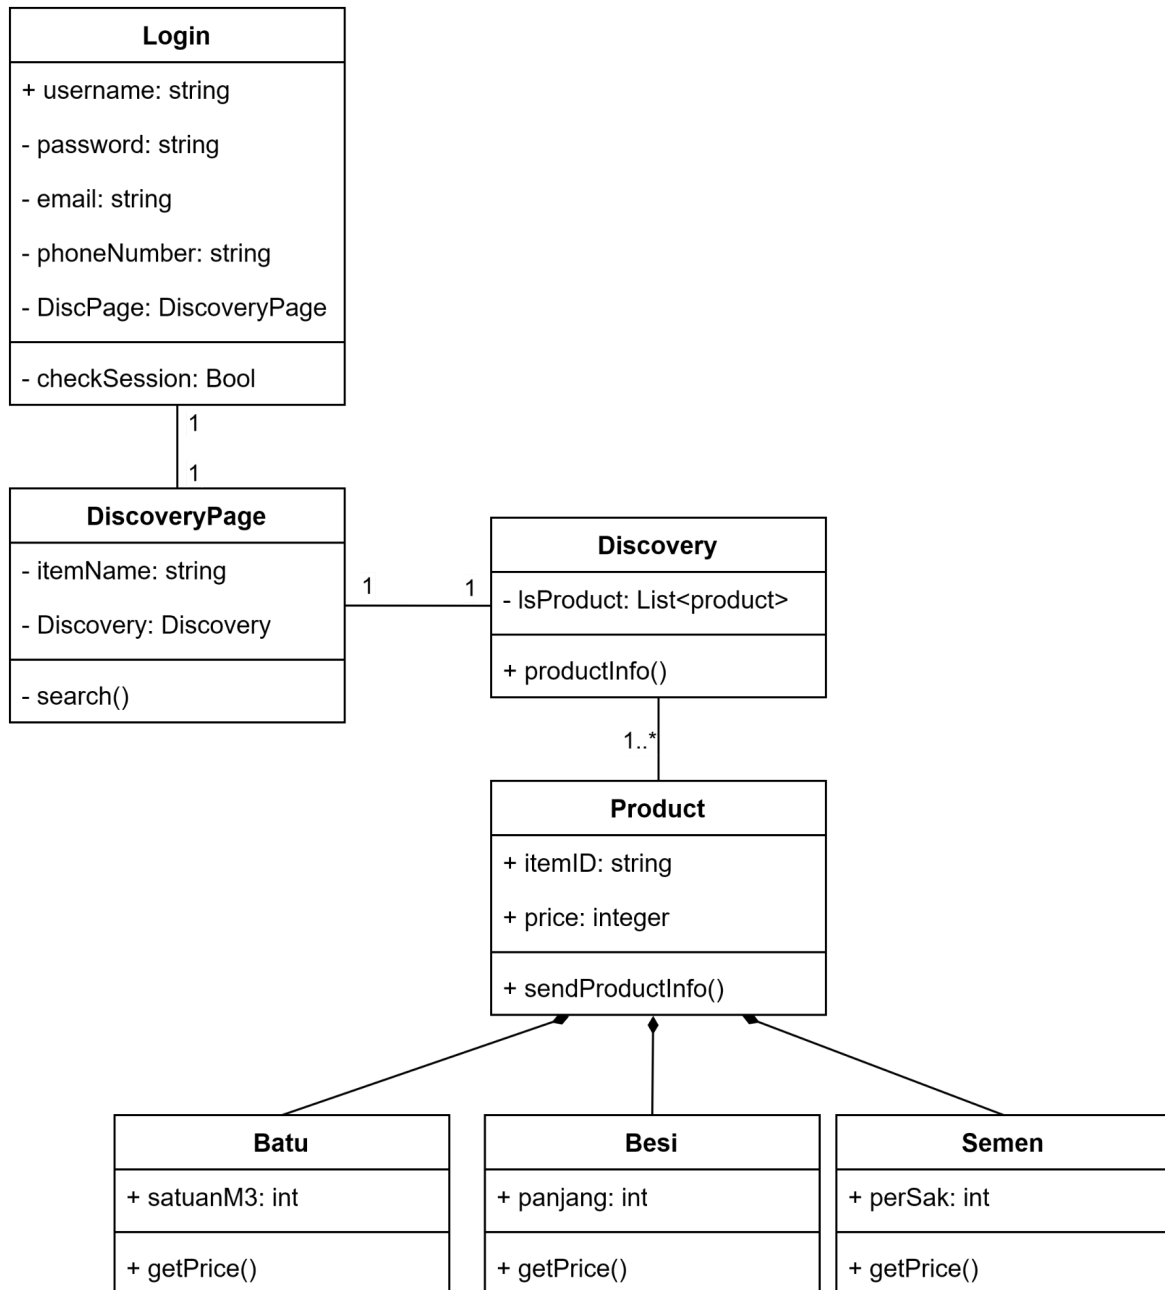 Login
+ username: string
- password: string
- email: string
- phoneNumber: string
- DiscPage: DiscoveryPage
- checkSession: Bool
1
1
DiscoveryPage
- itemName: string
- Discovery: Discovery
- search()
1
1
Discovery
- lsProduct: List<product>
+ productInfo()
1..*
Product
+ itemID: string
+ price: integer
+ sendProductInfo()
Batu
+ satuanM3: int
+ getPrice()
Besi
+ panjang: int
+ getPrice()
Semen
+ perSak: int
+ getPrice()